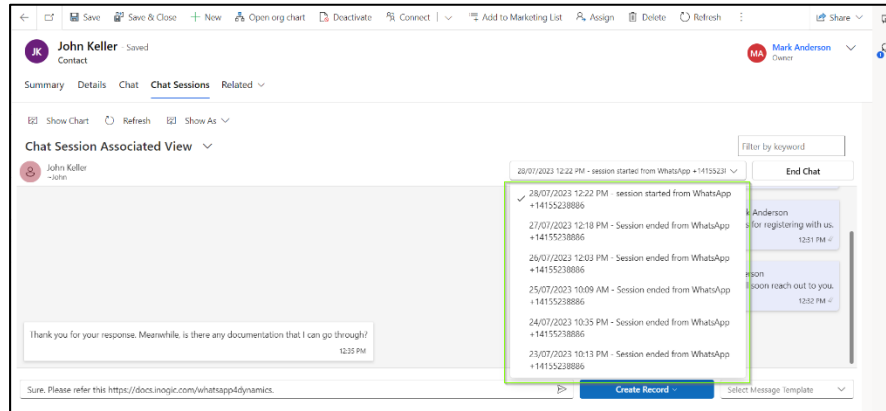 Save Save & Close New Open org chart Deactivate Connect Add to Marketing List Assign Delete Refresh Share
JK
John Keller - Saved
Contact
MA
Mark Anderson
Owner
Summary Details Chat Chat Sessions Related
Show Chart Refresh Show As
Chat Session Associated View
Filter by keyword
John Keller
~John
28/07/2023 12:22 PM - session started from WhatsApp +1415523
End Chat
28/07/2023 12:22 PM - session started from WhatsApp
+14155238886
27/07/2023 12:18 PM - Session ended from WhatsApp
+14155238886
26/07/2023 12:03 PM - Session ended from WhatsApp
+14155238886
25/07/2023 10:09 AM - Session ended from WhatsApp
+14155238886
24/07/2023 10:35 PM - Session ended from WhatsApp
+14155238886
23/07/2023 10:13 PM - Session ended from WhatsApp
+14155238886
k Anderson
s for registering with us.
12:51 PM
erson
l soon reach out to you.
12:52 PM
Thank you for your response. Meanwhile, is there any documentation that I can go through?
12:35 PM
Sure, Please refer this https://docs.inogic.com/whatsapp4dynamics.
Create Record
Select Message Template